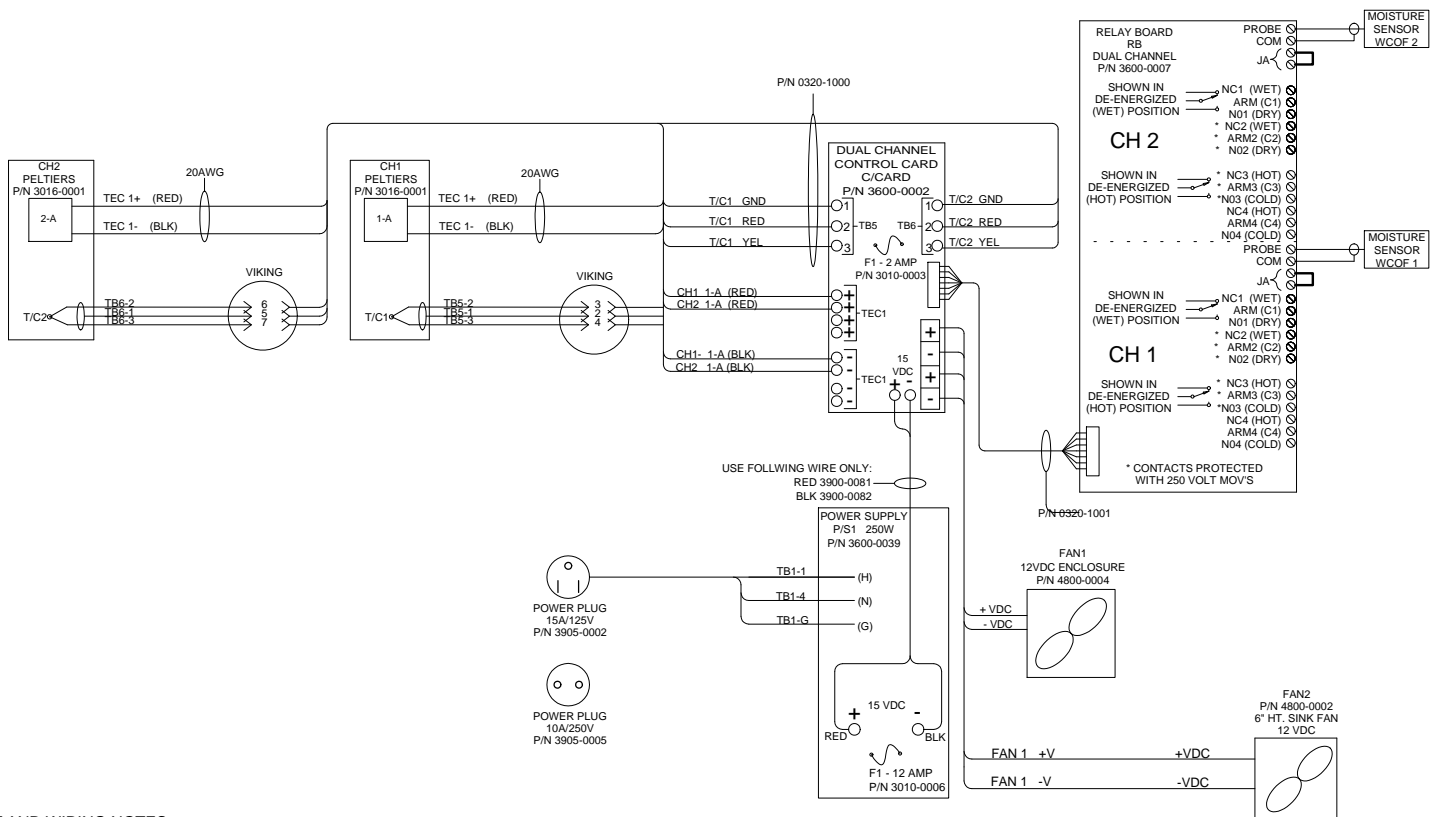 MOISTURE
SENSOR
WCOF 2
RELAY BOARD
RB
DUAL CHANNEL
P/N 3600-0007
PROBE
COM
JA
SHOWN IN
DE-ENERGIZED
(WET) POSITION
NC1 (WET)
ARM (C1)
N01 (DRY)
* NC2 (WET)
* ARM2 (C2)
* N02 (DRY)
CH 2
SHOWN IN
DE-ENERGIZED
(HOT) POSITION
* NC3 (HOT)
* ARM3 (C3)
*N03 (COLD)
NC4 (HOT)
ARM4 (C4)
N04 (COLD)
PROBE
COM
JA
MOISTURE
SENSOR
WCOF 1
SHOWN IN
DE-ENERGIZED
(WET) POSITION
NC1 (WET)
ARM (C1)
N01 (DRY)
* NC2 (WET)
* ARM2 (C2)
* N02 (DRY)
CH 1
SHOWN IN
DE-ENERGIZED
(HOT) POSITION
* NC3 (HOT)
* ARM3 (C3)
*N03 (COLD)
NC4 (HOT)
ARM4 (C4)
N04 (COLD)
* CONTACTS PROTECTED
WITH 250 VOLT MOV'S
P/N 0320-1001
P/N 0320-1000
CH2
PELTIERS
P/N 3016-0001
2-A
20AWG
TEC 1+ (RED)
TEC 1- (BLK)
VIKING
T/C2
TB6-2
TB6-1
TB6-3
6
5
7
CH1
PELTIERS
P/N 3016-0001
1-A
20AWG
TEC 1+ (RED)
TEC 1- (BLK)
VIKING
T/C1
TB5-2
TB5-1
TB5-3
3
2
4
DUAL CHANNEL
CONTROL CARD
C/CARD
P/N 3600-0002
T/C1 GND
T/C1 RED
T/C1 YEL
1
2
3
TB5
TB6
1
2
3
T/C2 GND
T/C2 RED
T/C2 YEL
F1 - 2 AMP
P/N 3010-0003
CH1 1-A (RED)
CH2 1-A (RED)
+
+
+
+
TEC1
CH1- 1-A (BLK)
CH2 1-A (BLK)
-
-
-
-
TEC1
15
VDC
+ -
+
-
+
-
USE FOLLWING WIRE ONLY:
RED 3900-0081
BLK 3900-0082
POWER SUPPLY
P/S1 250W
P/N 3600-0039
TB1-1 (H)
TB1-4 (N)
TB1-G (G)
POWER PLUG
15A/125V
P/N 3905-0002
POWER PLUG
10A/250V
P/N 3905-0005
15 VDC
+ -
RED
BLK
F1 - 12 AMP
P/N 3010-0006
FAN1
12VDC ENCLOSURE
P/N 4800-0004
+ VDC
- VDC
FAN2
P/N 4800-0002
6" HT. SINK FAN
12 VDC
FAN 1 +V +VDC
FAN 1 -V -VDC